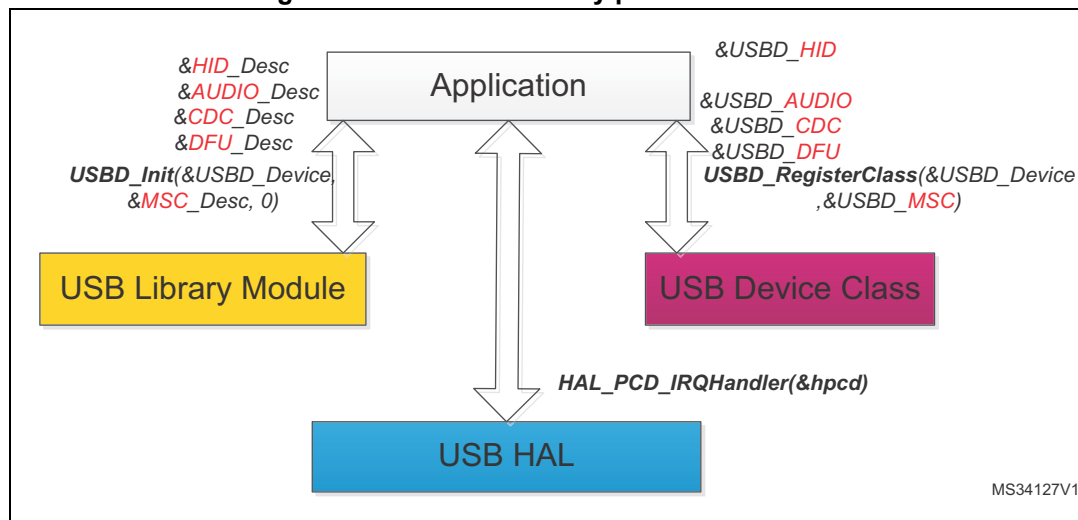 &HID_Desc
&AUDIO_Desc
&CDC_Desc
&DFU_Desc
USBD_Init(&USBD_Device,
&MSC_Desc, 0)
Application
&USBD_HID
&USBD_AUDIO
&USBD_CDC
&USBD_DFU
USBD_RegisterClass(&USBD_Device
,&USBD_MSC)
USB Library Module
USB Device Class
HAL_PCD_IRQHandler(&hpcd)
USB HAL
MS34127V1